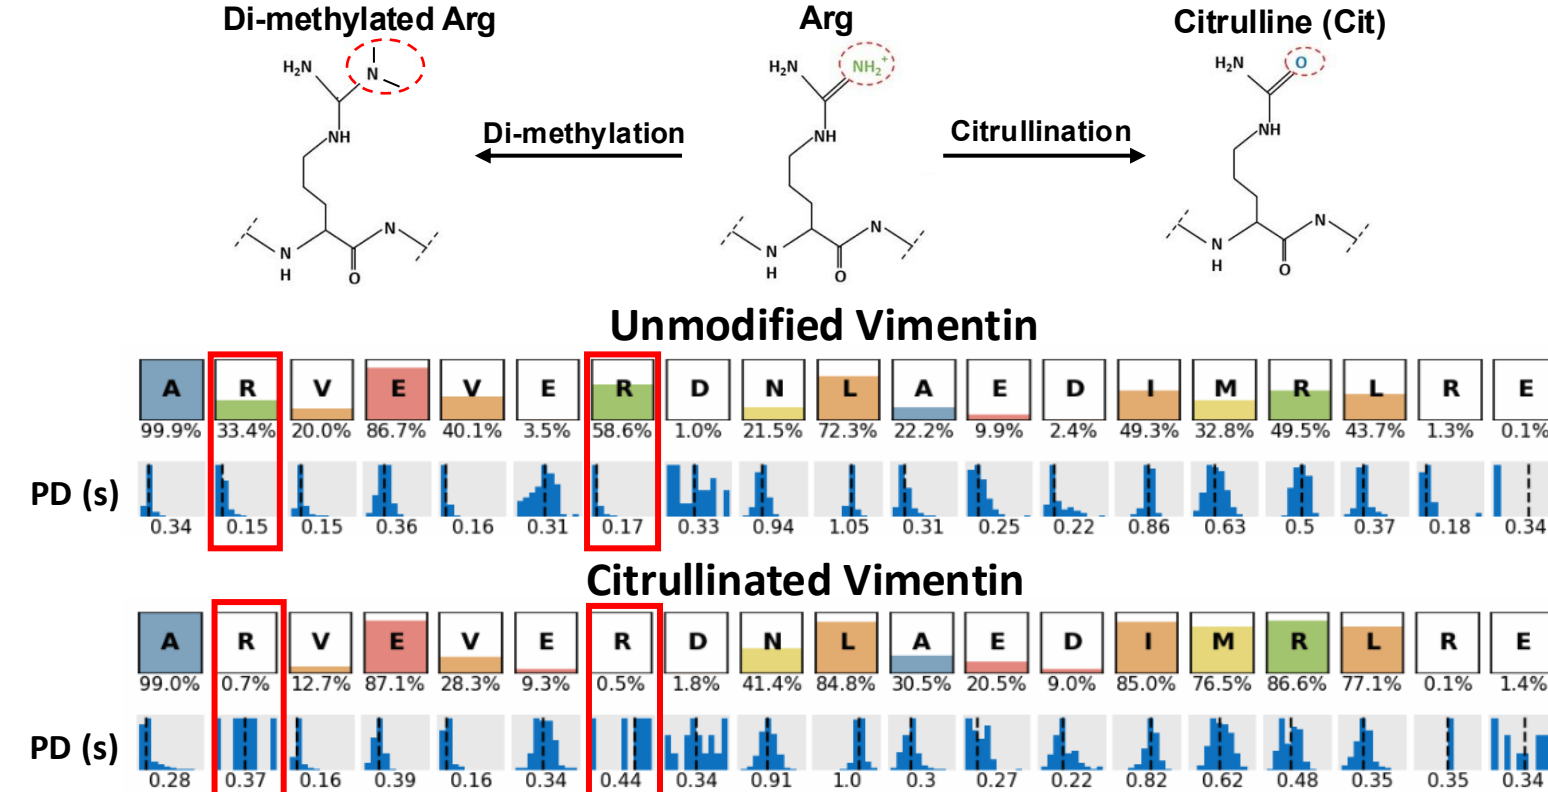 Di-methylated Arg Arg Citrulline (Cit)
H₂N N H₂N NH₂⁺ H₂N O
NH NH NH
Di-methylation Citrullination
N N N
N N N
H O H O H O
Unmodified Vimentin
A R V E V E R D N L A E D I M R L R E
99.9% 33.4% 20.0% 86.7% 40.1% 3.5% 58.6% 1.0% 21.5% 72.3% 22.2% 9.9% 2.4% 49.3% 32.8% 49.5% 43.7% 1.3% 0.1%
PD (s)
0.34 0.15 0.15 0.36 0.16 0.31 0.17 0.33 0.94 1.05 0.31 0.25 0.22 0.86 0.63 0.5 0.37 0.18 0.34
Citrullinated Vimentin
A R V E V E R D N L A E D I M R L R E
99.0% 0.7% 12.7% 87.1% 28.3% 9.3% 0.5% 1.8% 41.4% 84.8% 30.5% 20.5% 9.0% 85.0% 76.5% 86.6% 77.1% 0.1% 1.4%
PD (s)
0.28 0.37 0.16 0.39 0.16 0.34 0.44 0.34 0.91 1.0 0.3 0.27 0.22 0.82 0.62 0.48 0.35 0.35 0.34